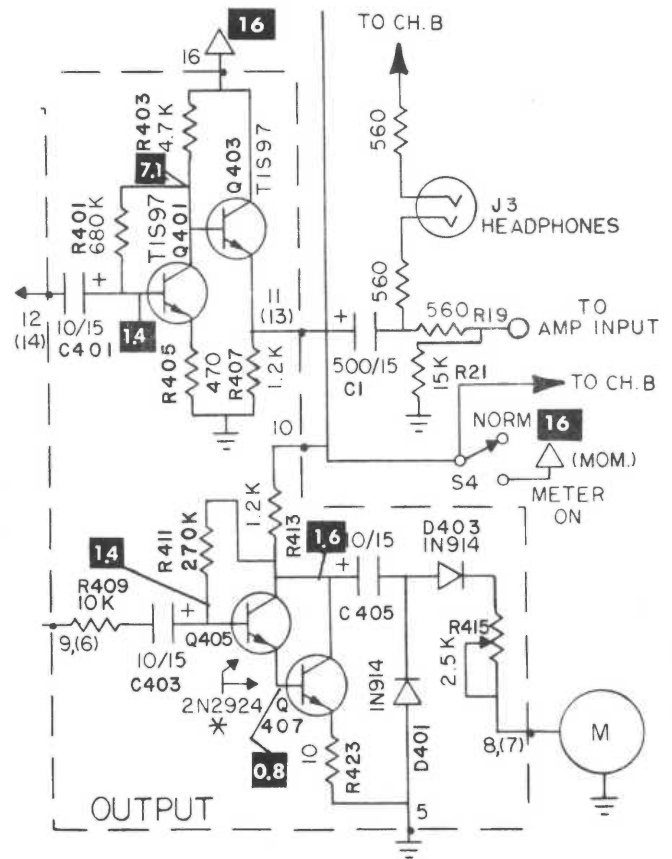 16
TO CH.B
16
R403
4.7K
Q403
TIS97
560
7.1
J3
HEADPHONES
R401
680K
TIS97
Q401
560
11
(13)
560 R19
TO
AMP INPUT
+
12
(14)
10/15
C401
1.4
+
500/15
C1
15K
R21
R405
470
R407
1.2K
TO CH.B
NORM
16
(MOM.)
10
S4
METER
ON
1.2K
R413
R411
270K
1.4
1.6
+
10/15
C405
D403
IN914
R409
10K
+
9,(6)
10/15
C403
Q405
R415
2.5K
2N2924
*
Q
407
IN914
D401
0.8
10
R423
8,(7)
M
OUTPUT
5